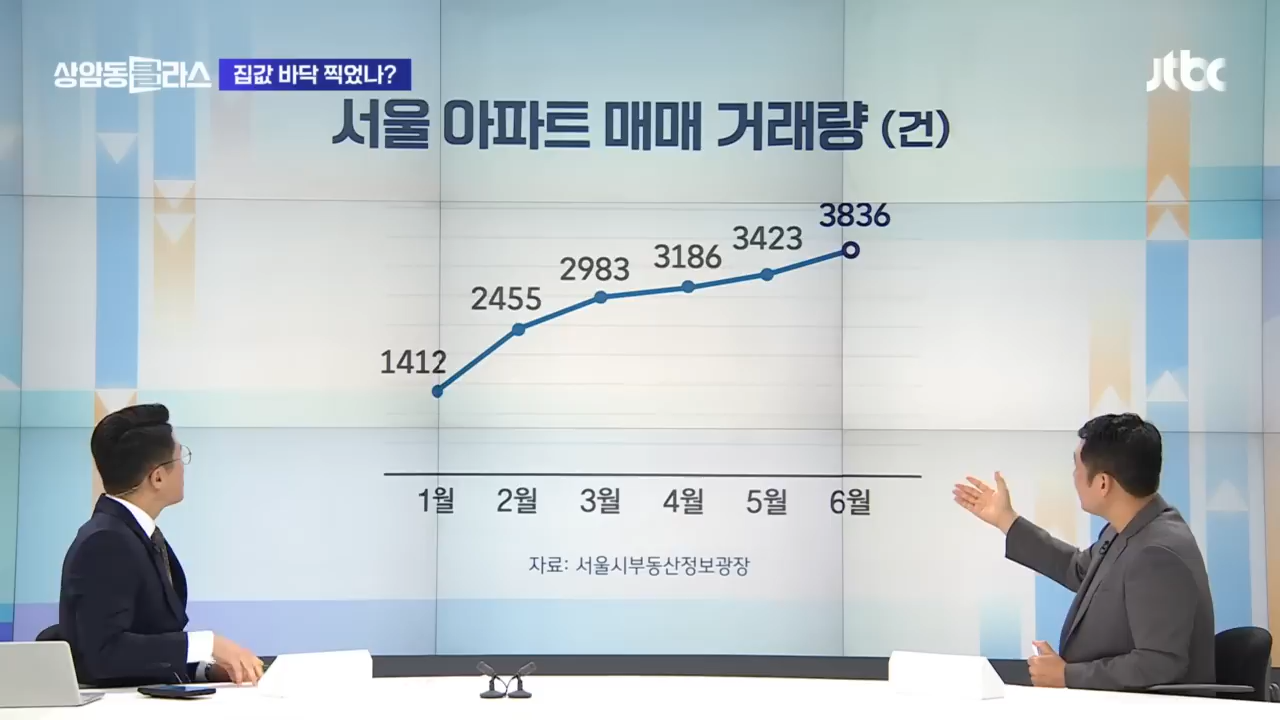 상암동클라스 집값 바닥 찍었나?
jtbc
서울 아파트 매매 거래량 (건)
1412
2455
2983
3186
3423
3836
1월 2월 3월 4월 5월 6월
자료: 서울시부동산정보광장